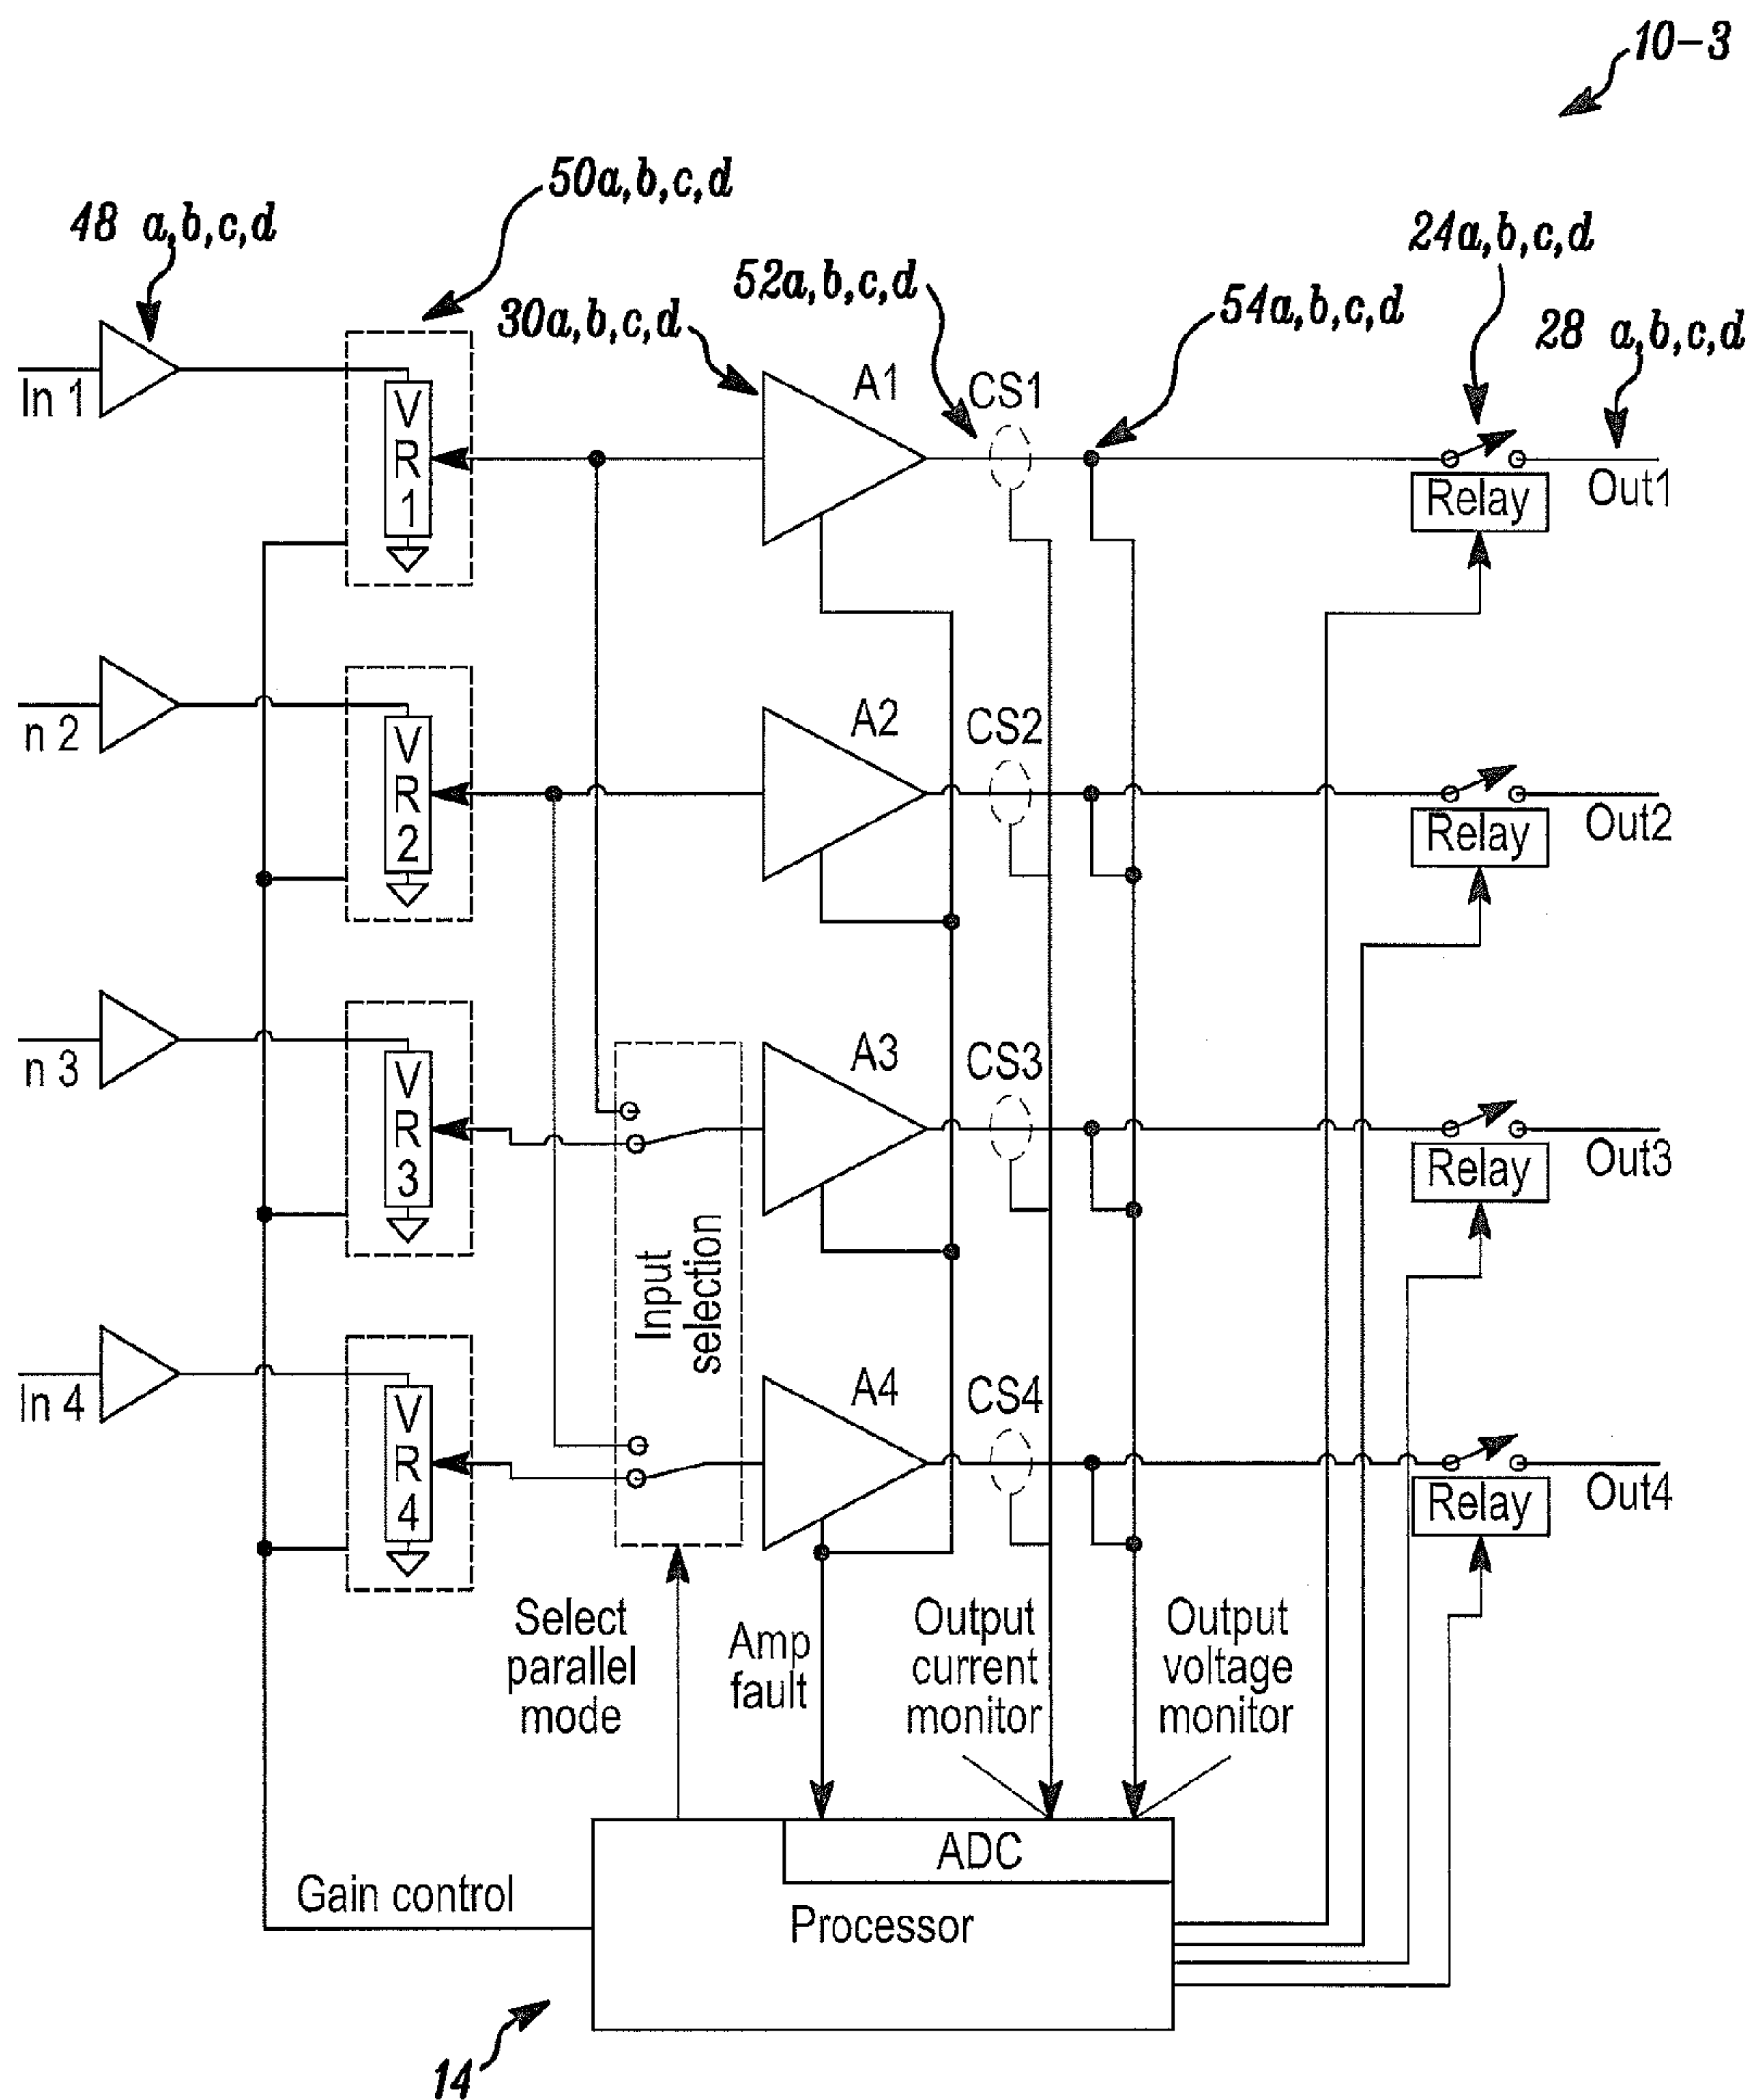 10-3
50a,b,c,d
48 a,b,c,d
24a,b,c,d
52a,b,c,d
54a,b,c,d
30a,b,c,d
28 a,b,c,d
In 1
V
R
1
A1
CS1
Relay
Out1
n 2
V
R
2
A2
CS2
Relay
Out2
n 3
V
R
3
A3
CS3
Relay
Out3
Input
selection
In 4
V
R
4
A4
CS4
Relay
Out4
Select
parallel
mode
Amp
fault
Output
current
monitor
Output
voltage
monitor
ADC
Gain control
Processor
14